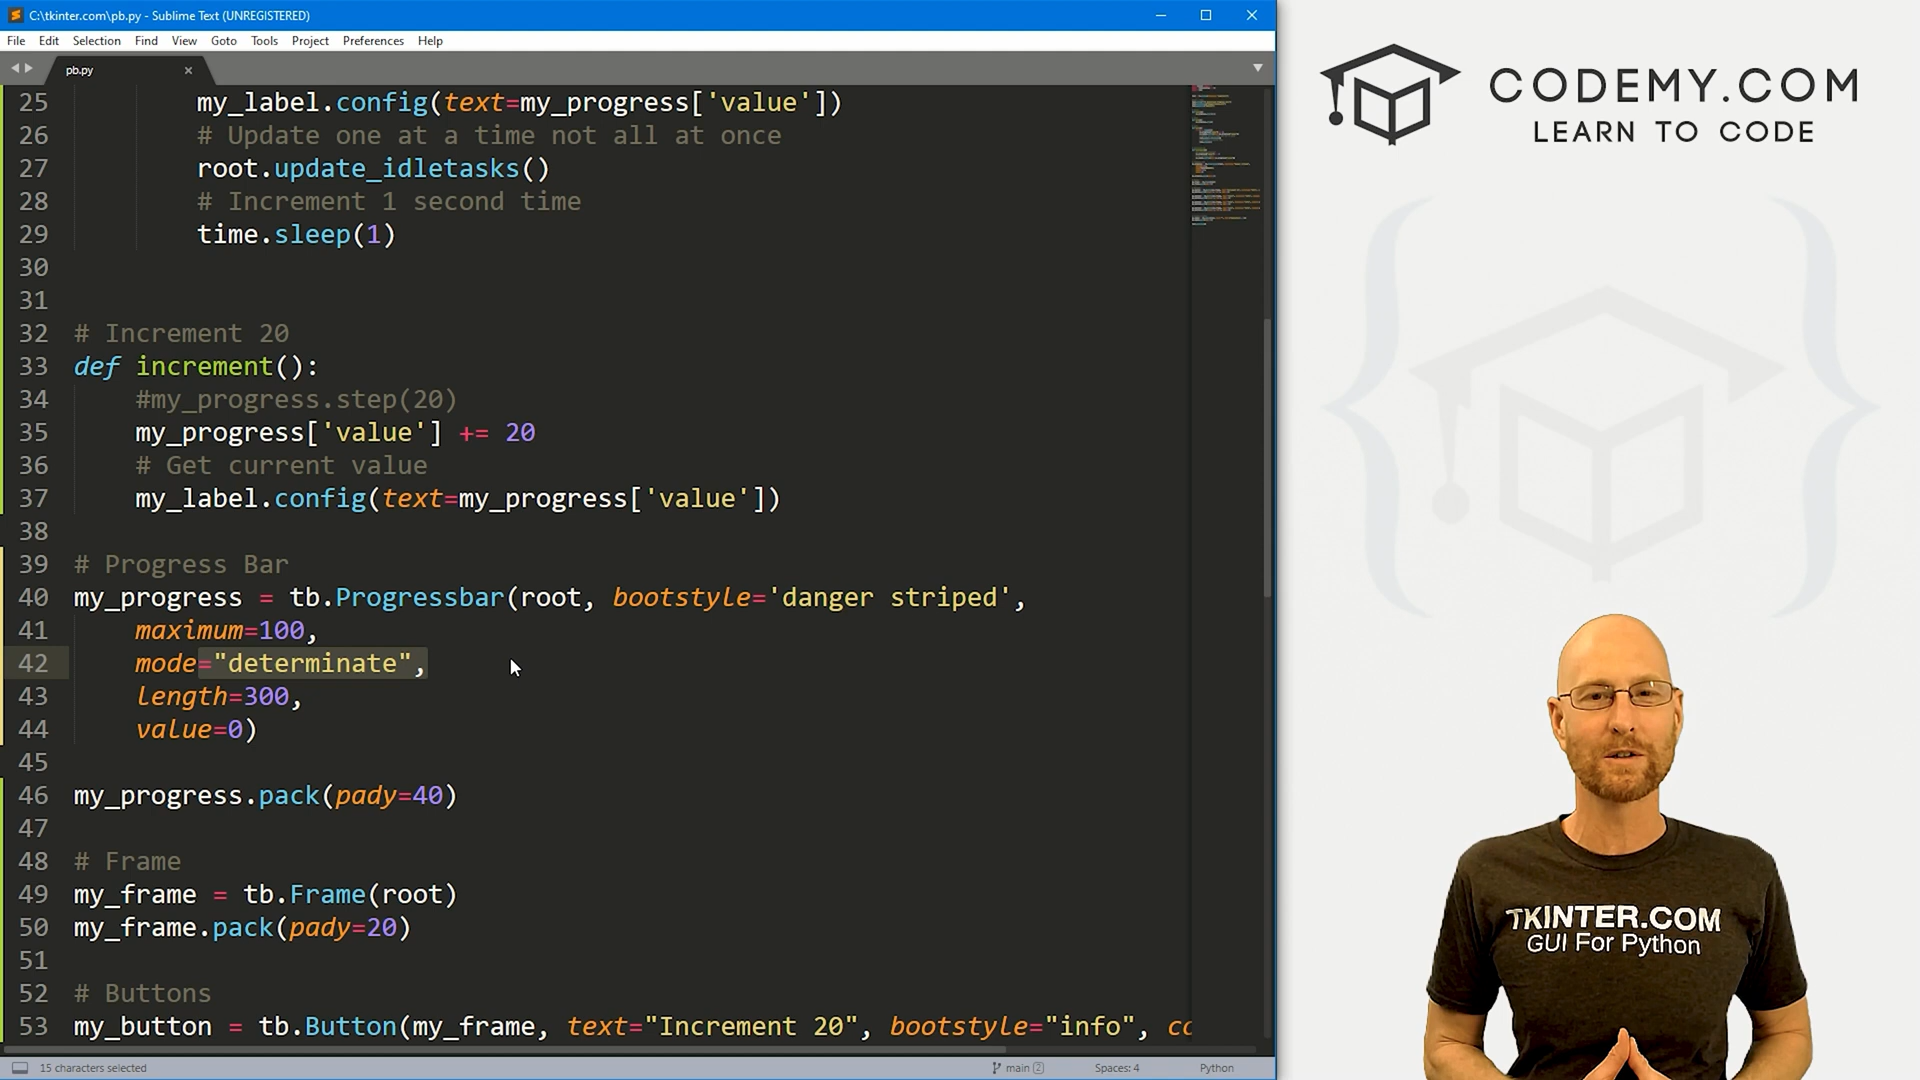 C:\tkinter.com\pb.py - Sublime Text (UNREGISTERED)
File Edit Selection Find View Goto Tools Project Preferences Help
pb.py
25 my_label.config(text=my_progress['value'])
26 # Update one at a time not all at once
27 root.update_idletasks()
28 # Increment 1 second time
29 time.sleep(1)
30
31
32 # Increment 20
33 def increment():
34 #my_progress.step(20)
35 my_progress['value'] += 20
36 # Get current value
37 my_label.config(text=my_progress['value'])
38
39 # Progress Bar
40 my_progress = tb.Progressbar(root, bootstyle='danger striped',
41 maximum=100,
42 mode="determinate",
43 length=300,
44 value=0)
45
46 my_progress.pack(pady=40)
47
48 # Frame
49 my_frame = tb.Frame(root)
50 my_frame.pack(pady=20)
51
52 # Buttons
53 my_button = tb.Button(my_frame, text="Increment 20", bootstyle="info", co
15 characters selected
main 2
Spaces: 4
Python
CODEMY.COM
LEARN TO CODE
TKINTER.COM
GUI For Python